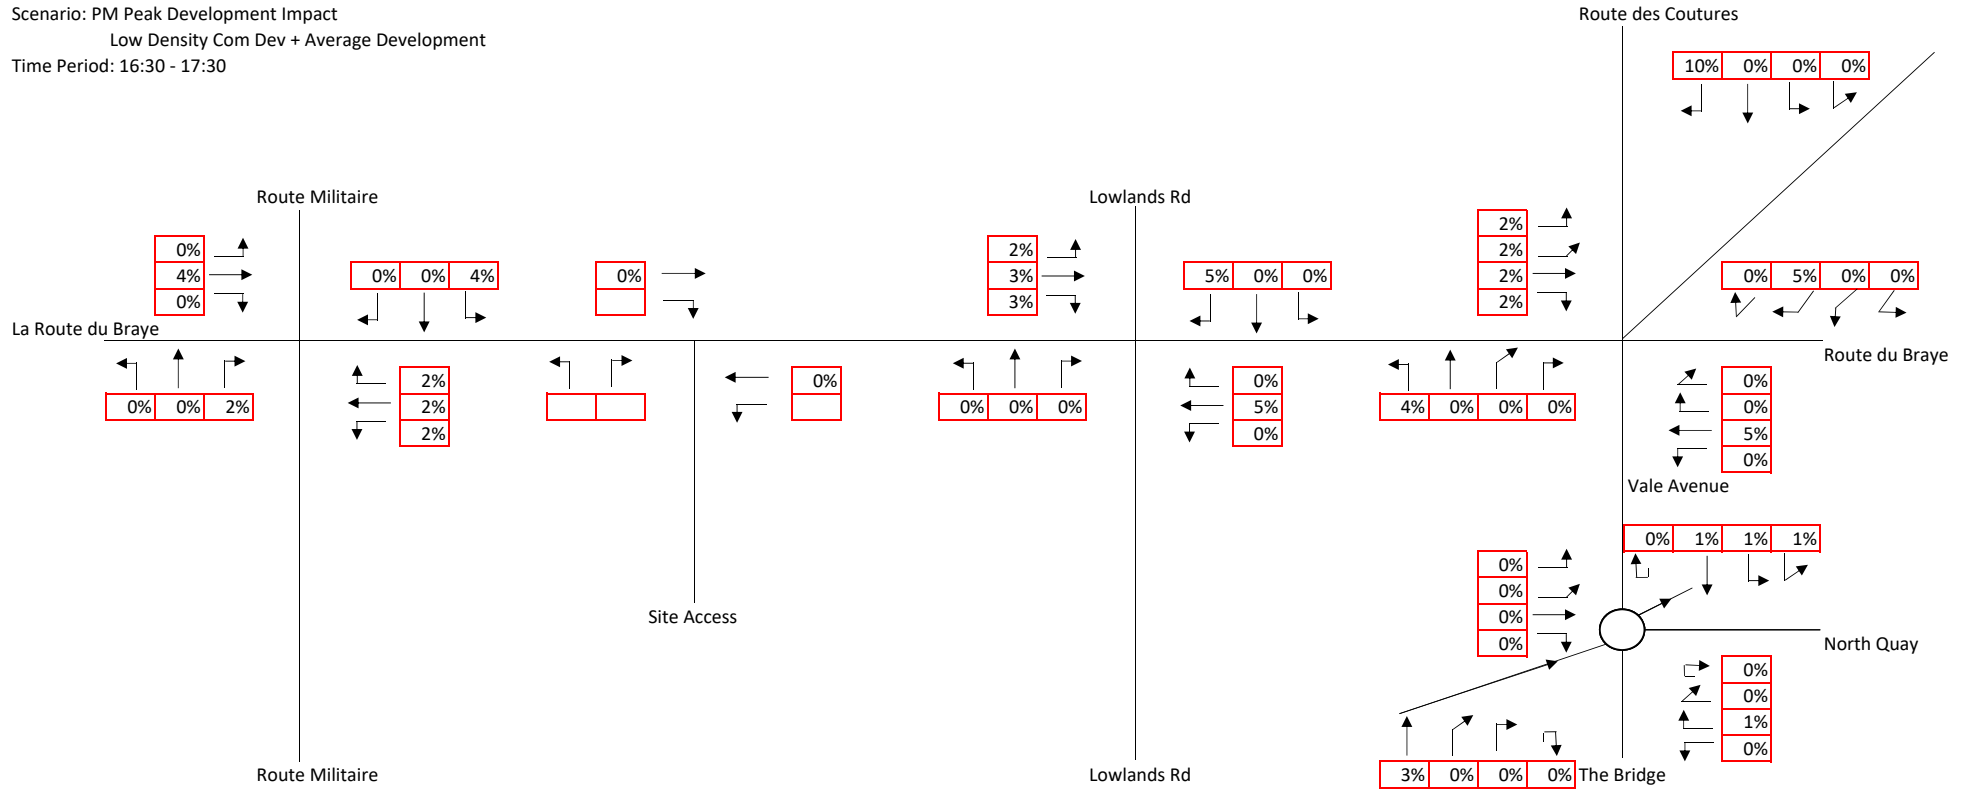 Scenario: PM Peak Development Impact
Low Density Com Dev + Average Development
Time Period: 16:30 - 17:30
Route des Coutures
10% 0% 0% 0%
Route Militaire
Lowlands Rd
0%
4%
0%
0% 0% 4%
0%
2%
3%
3%
5% 0% 0%
2%
2%
2%
2%
0% 5% 0% 0%
La Route du Braye
Route du Braye
0% 0% 2%
2%
2%
2%
0%
0% 0% 0%
0%
5%
0%
4% 0% 0% 0%
0%
0%
5%
0%
Vale Avenue
0% 1% 1% 1%
0%
0%
0%
0%
Site Access
North Quay
0%
0%
1%
0%
Route Militaire
Lowlands Rd
3% 0% 0% 0%
The Bridge